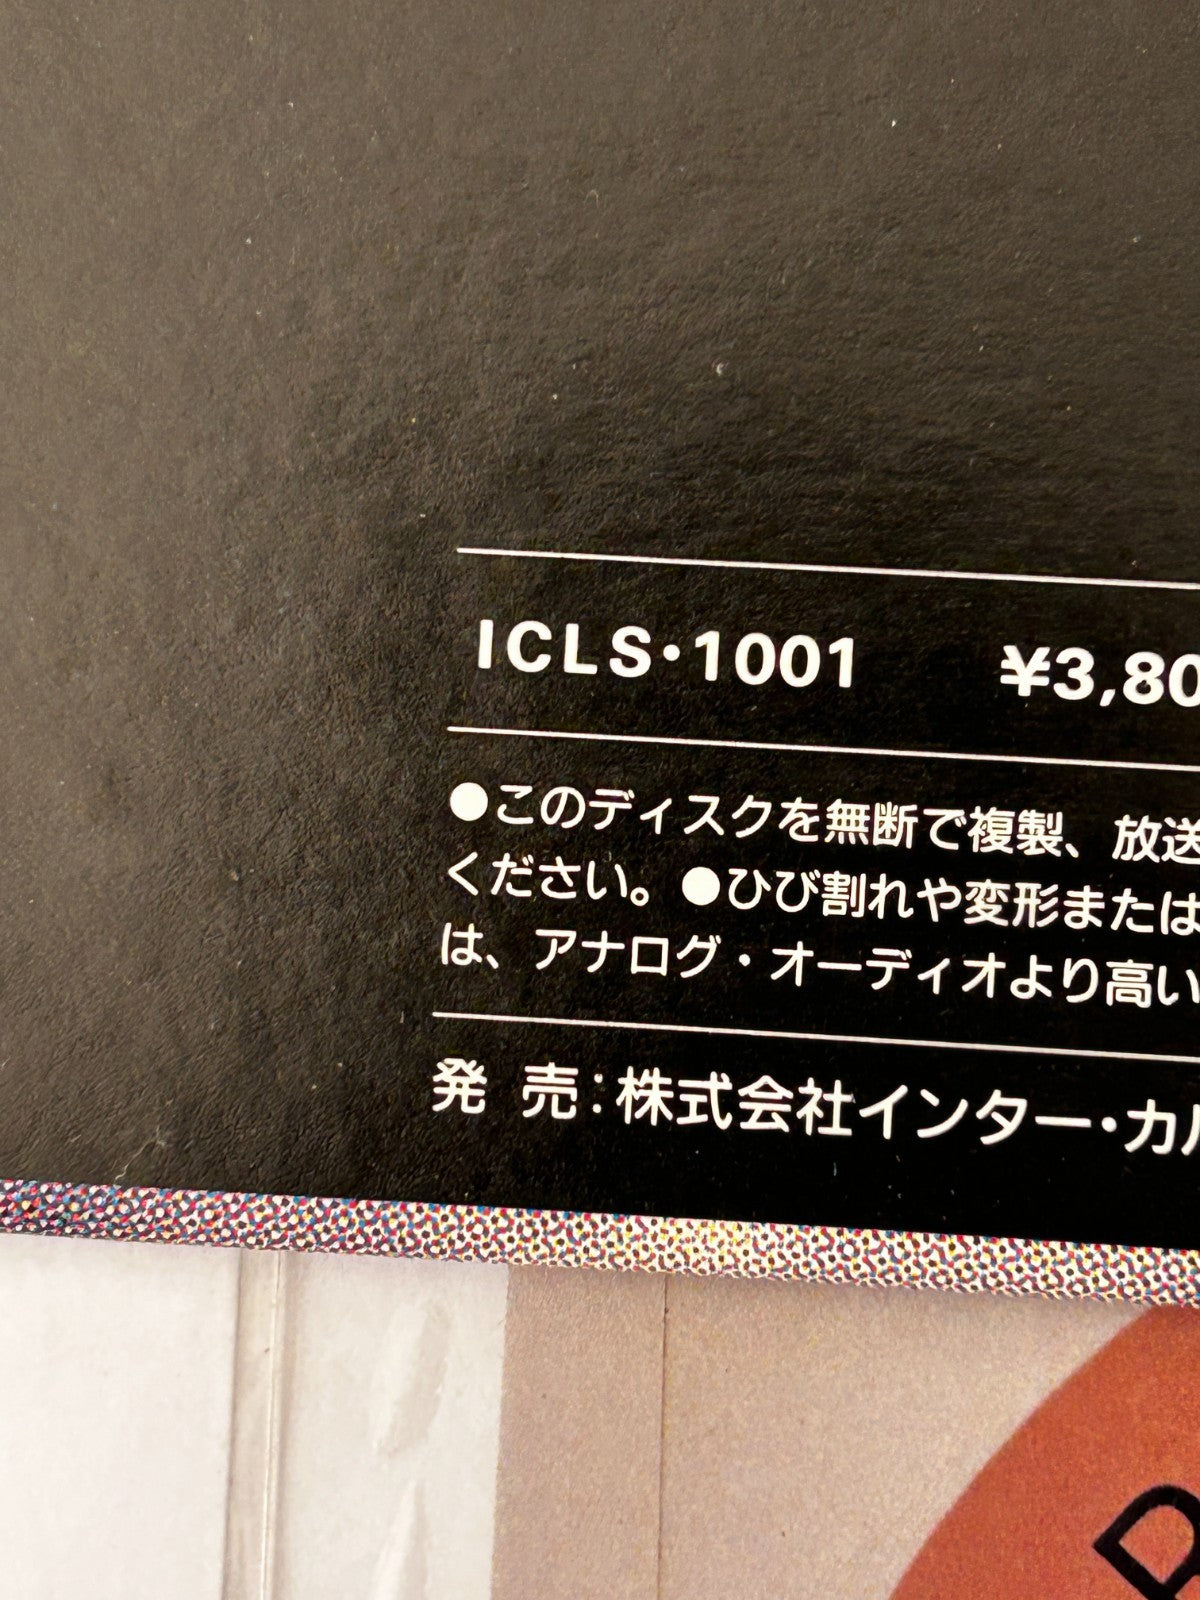 ICLS・1001 ¥3,80
●このディスクを無断で複製、放送
ください。●ひび割れや変形または
は、アナログ・オーディオより高い
発 売：株式会社インター・カル
R